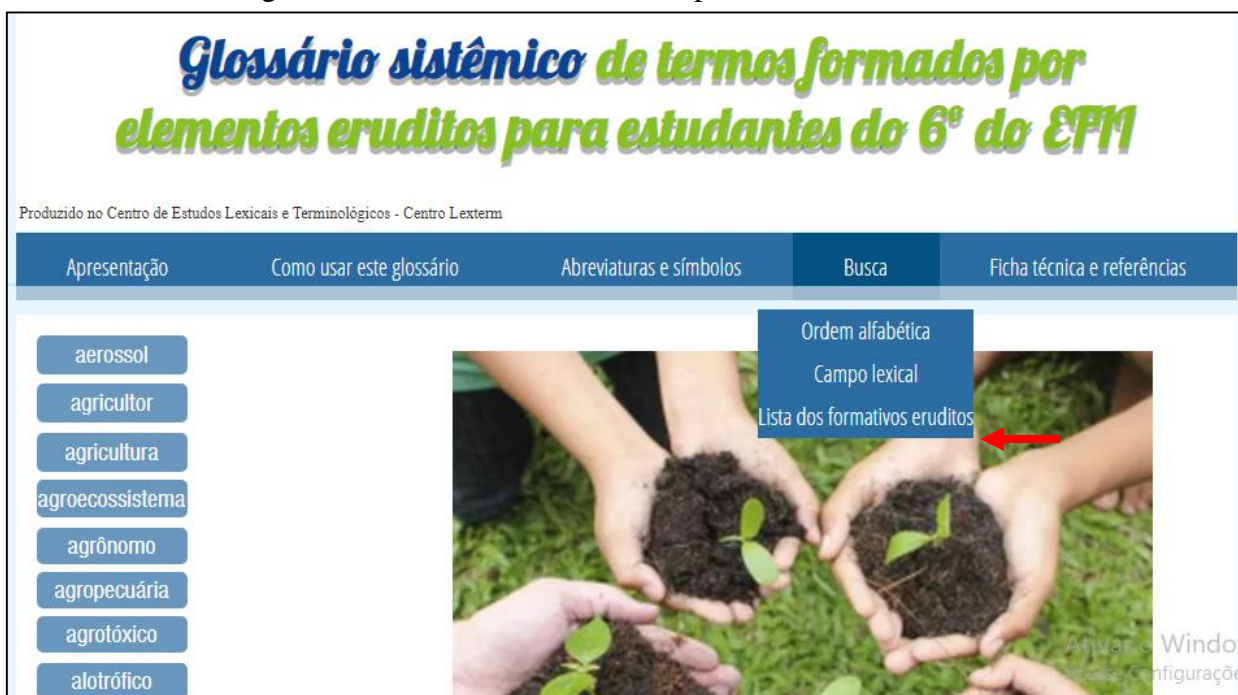 Glossário sistêmico de termos formados por
elementos eruditos para estudantes do 6º do EFII
Produzido no Centro de Estudos Lexicais e Terminológicos - Centro Lexterm
Apresentação Como usar este glossário Abreviaturas e símbolos Busca Ficha técnica e referências
Ordem alfabética
Campo lexical
Lista dos formativos eruditos
aerossol
agricultor
agricultura
agroecossistema
agrônomo
agropecuária
agrotóxico
alotrófico